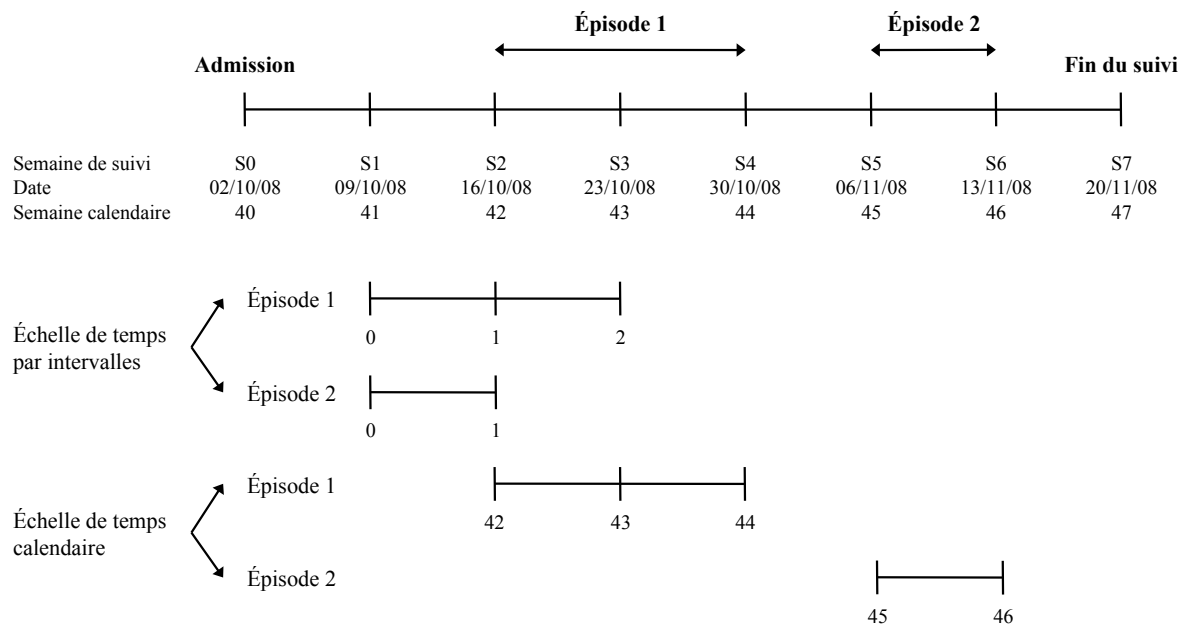 Épisode 1 Épisode 2
Admission Fin du suivi
Semaine de suivi S0 S1 S2 S3 S4 S5 S6 S7
Date 02/10/08 09/10/08 16/10/08 23/10/08 30/10/08 06/11/08 13/11/08 20/11/08
Semaine calendaire 40 41 42 43 44 45 46 47
Échelle de temps
par intervalles
Épisode 1
0 1 2
Épisode 2
0 1
Échelle de temps
calendaire
Épisode 1
42 43 44
Épisode 2
45 46